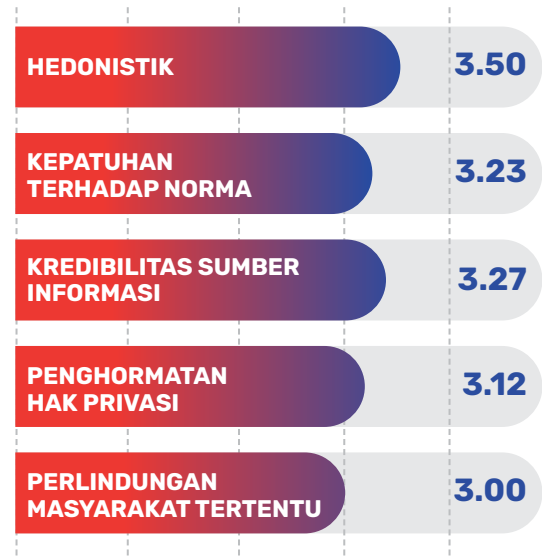 HEDONISTIK
3.50
KEPATUHAN
TERHADAP NORMA
3.23
KREDIBILITAS SUMBER
INFORMASI
3.27
PENGHORMATAN
HAK PRIVASI
3.12
PERLINDUNGAN
MASYARAKAT TERTENTU
3.00